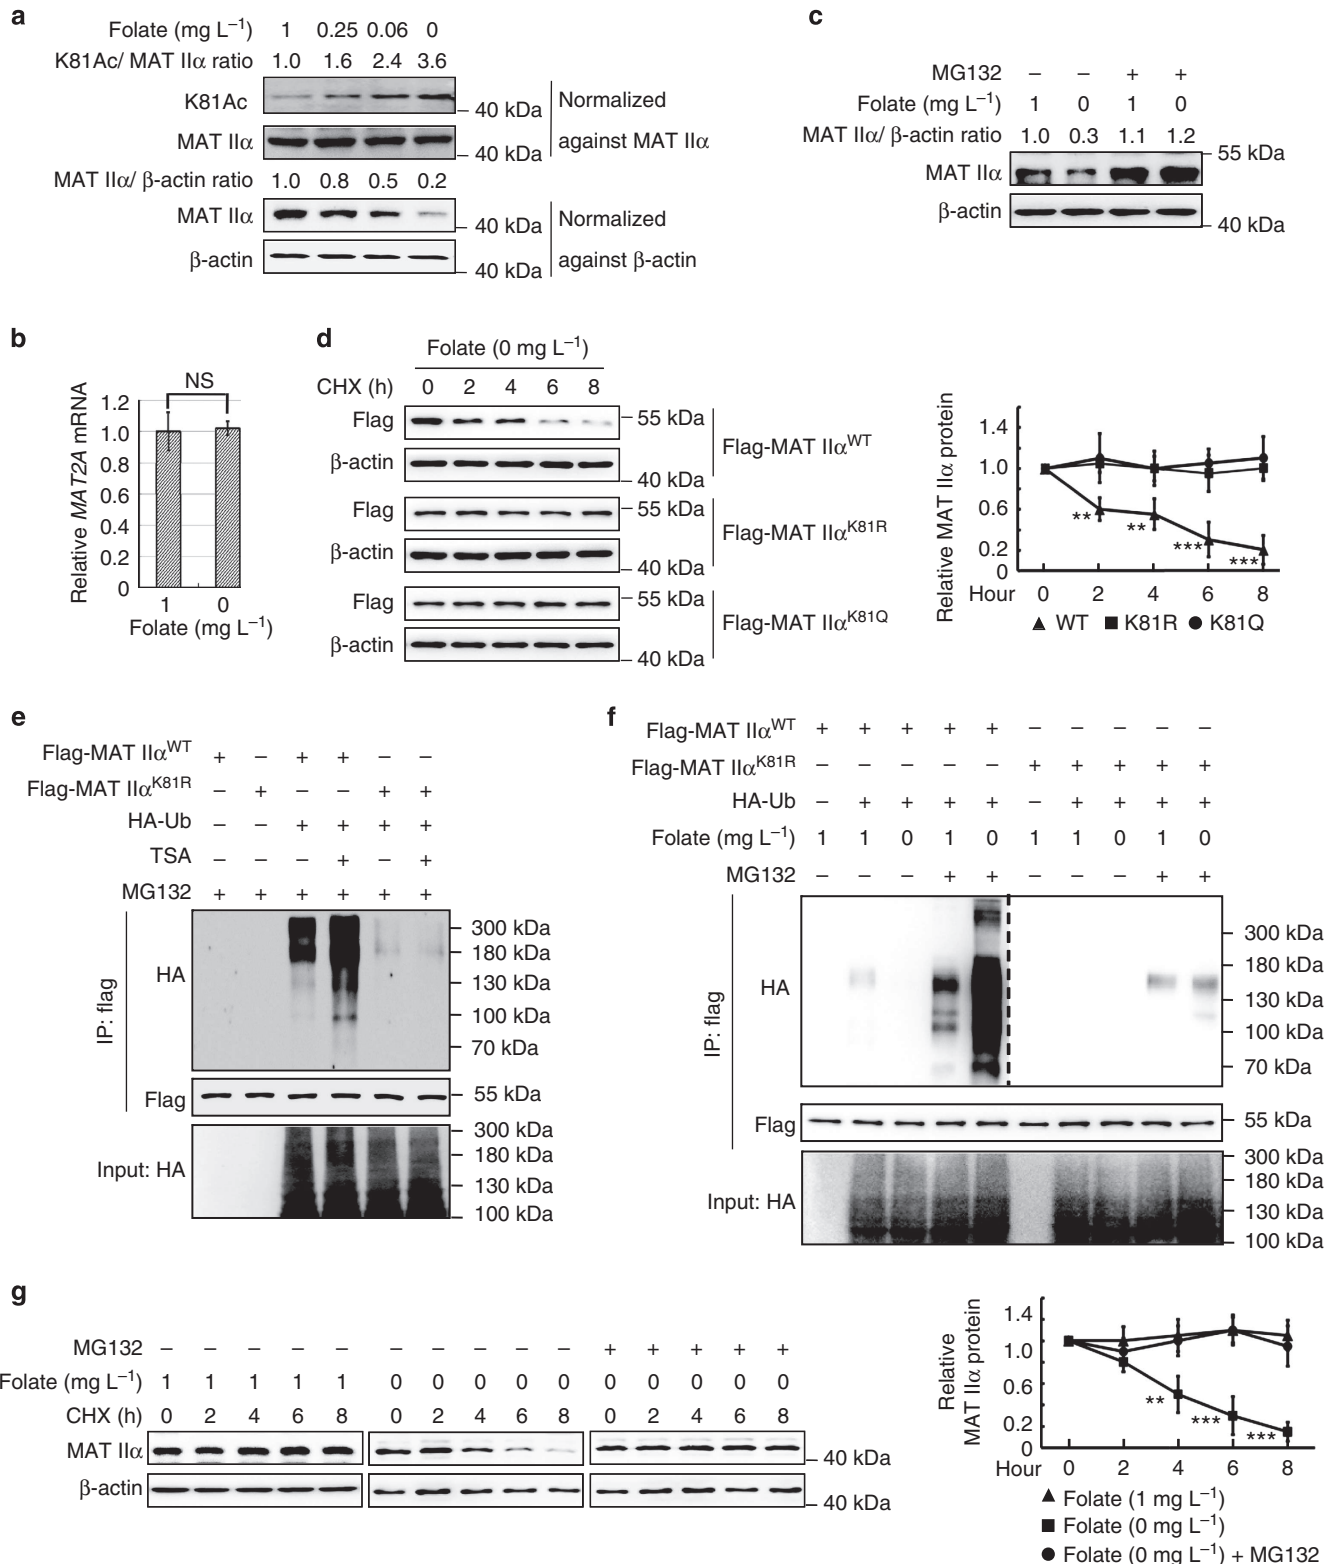 a
Folate (mg L–1) 1 0.25 0.06 0
K81Ac/ MAT IIα ratio 1.0 1.6 2.4 3.6
K81Ac
40 kDa
MAT IIα
40 kDa
Normalized
against MAT IIα
MAT IIα/ β-actin ratio 1.0 0.8 0.5 0.2
MAT IIα
40 kDa
β-actin
40 kDa
Normalized
against β-actin
c
MG132 – – + +
Folate (mg L–1) 1 0 1 0
MAT IIα/ β-actin ratio 1.0 0.3 1.1 1.2
55 kDa
MAT IIα
β-actin
40 kDa
b
NS
Relative MAT2A mRNA
1.2
1.0
0.8
0.6
0.4
0.2
0
1 0
Folate (mg L–1)
d
Folate (0 mg L–1)
CHX (h) 0 2 4 6 8
Flag
55 kDa
β-actin
40 kDa
Flag-MAT IIαWT
Flag
55 kDa
β-actin
40 kDa
Flag-MAT IIαK81R
Flag
55 kDa
β-actin
40 kDa
Flag-MAT IIαK81Q
Relative MAT IIα protein
1.4
1.0
0.6
0.2
0
**
**
***
***
Hour 0 2 4 6 8
▲ WT ■ K81R ● K81Q
e
Flag-MAT IIαWT + – + + – –
Flag-MAT IIαK81R – + – – + +
HA-Ub – – + + + +
TSA – – – + – +
MG132 + + + + + +
IP: flag
HA
300 kDa
180 kDa
130 kDa
100 kDa
70 kDa
Flag
55 kDa
Input: HA
300 kDa
180 kDa
130 kDa
100 kDa
f
Flag-MAT IIαWT + + + + + – – – – –
Flag-MAT IIαK81R – – – – – + + + + +
HA-Ub – + + + + – + + + +
Folate (mg L–1) 1 1 0 1 0 1 1 0 1 0
MG132 – – – + + – – – + +
IP: flag
HA
300 kDa
180 kDa
130 kDa
100 kDa
70 kDa
Flag
55 kDa
Input: HA
300 kDa
180 kDa
130 kDa
100 kDa
g
MG132 – – – – – – – – – – + + + + +
Folate (mg L–1) 1 1 1 1 1 0 0 0 0 0 0 0 0 0 0
CHX (h) 0 2 4 6 8 0 2 4 6 8 0 2 4 6 8
MAT IIα
40 kDa
β-actin
40 kDa
Relative
MAT IIα protein
1.4
1.0
0.6
0.2
0
**
***
***
Hour 0 2 4 6 8
▲ Folate (1 mg L–1)
■ Folate (0 mg L–1)
● Folate (0 mg L–1) + MG132